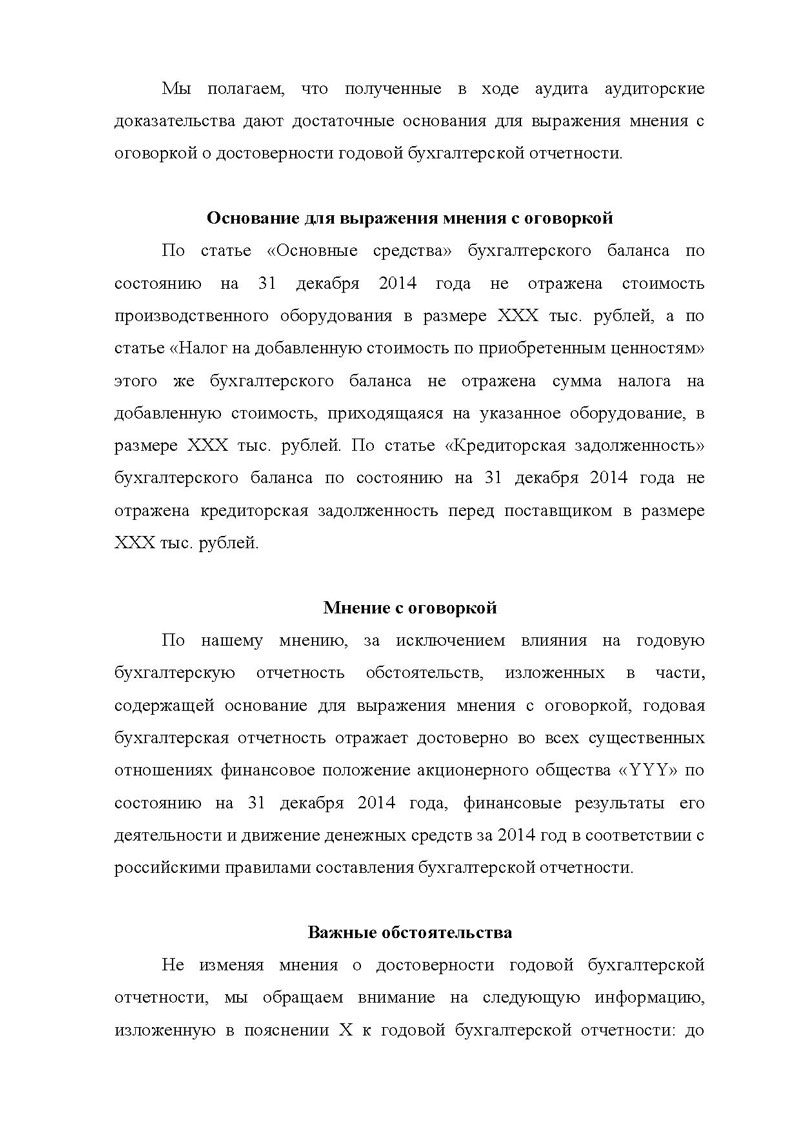 Мы полагаем, что полученные в ходе аудита аудиторские
доказательства дают достаточные основания для выражения мнения с
оговоркой о достоверности годовой бухгалтерской отчетности.
Основание для выражения мнения с оговоркой
По статье «Основные средства» бухгалтерского баланса по
состоянию на 31 декабря 2014 года не отражена стоимость
производственного оборудования в размере XXX тыс. рублей, а по
статье «Налог на добавленную стоимость по приобретенным ценностям»
этого же бухгалтерского баланса не отражена сумма налога на
добавленную стоимость, приходящаяся на указанное оборудование, в
размере XXX тыс. рублей. По статье «Кредиторская задолженность»
бухгалтерского баланса по состоянию на 31 декабря 2014 года не
отражена кредиторская задолженность перед поставщиком в размере
XXX тыс. рублей.
Мнение с оговоркой
По нашему мнению, за исключением влияния на годовую
бухгалтерскую отчетность обстоятельств, изложенных в части,
содержащей основание для выражения мнения с оговоркой, годовая
бухгалтерская отчетность отражает достоверно во всех существенных
отношениях финансовое положение акционерного общества «YYY» по
состоянию на 31 декабря 2014 года, финансовые результаты его
деятельности и движение денежных средств за 2014 год в соответствии с
российскими правилами составления бухгалтерской отчетности.
Важные обстоятельства
Не изменяя мнения о достоверности годовой бухгалтерской
отчетности, мы обращаем внимание на следующую информацию,
изложенную в пояснении X к годовой бухгалтерской отчетности: до